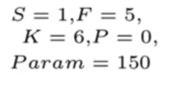 S = 1,F = 5,
K = 6,P = 0,
Param = 150